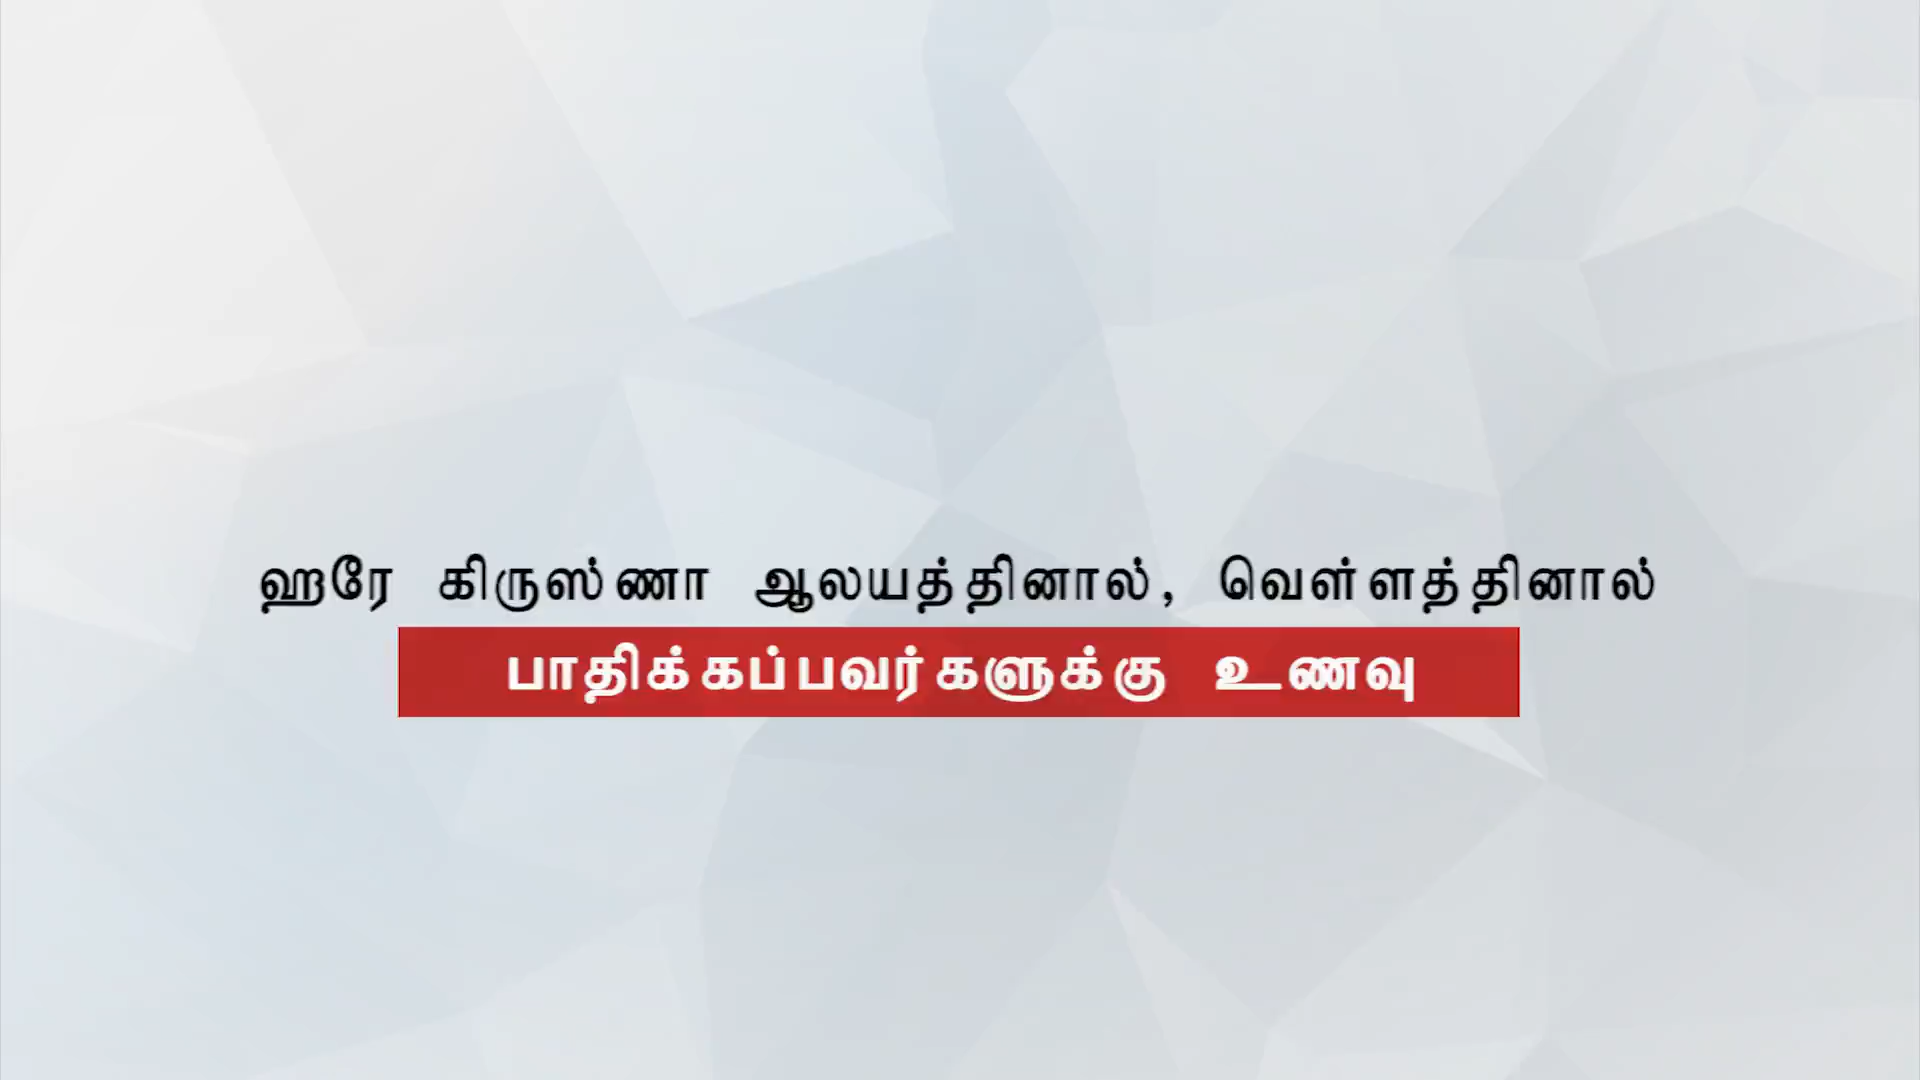 ஹரே கிருஸ்ணா ஆலயத்தினால், வெள்ளத்தினால்
பாதிக்கப்பவர்களுக்கு உணவு